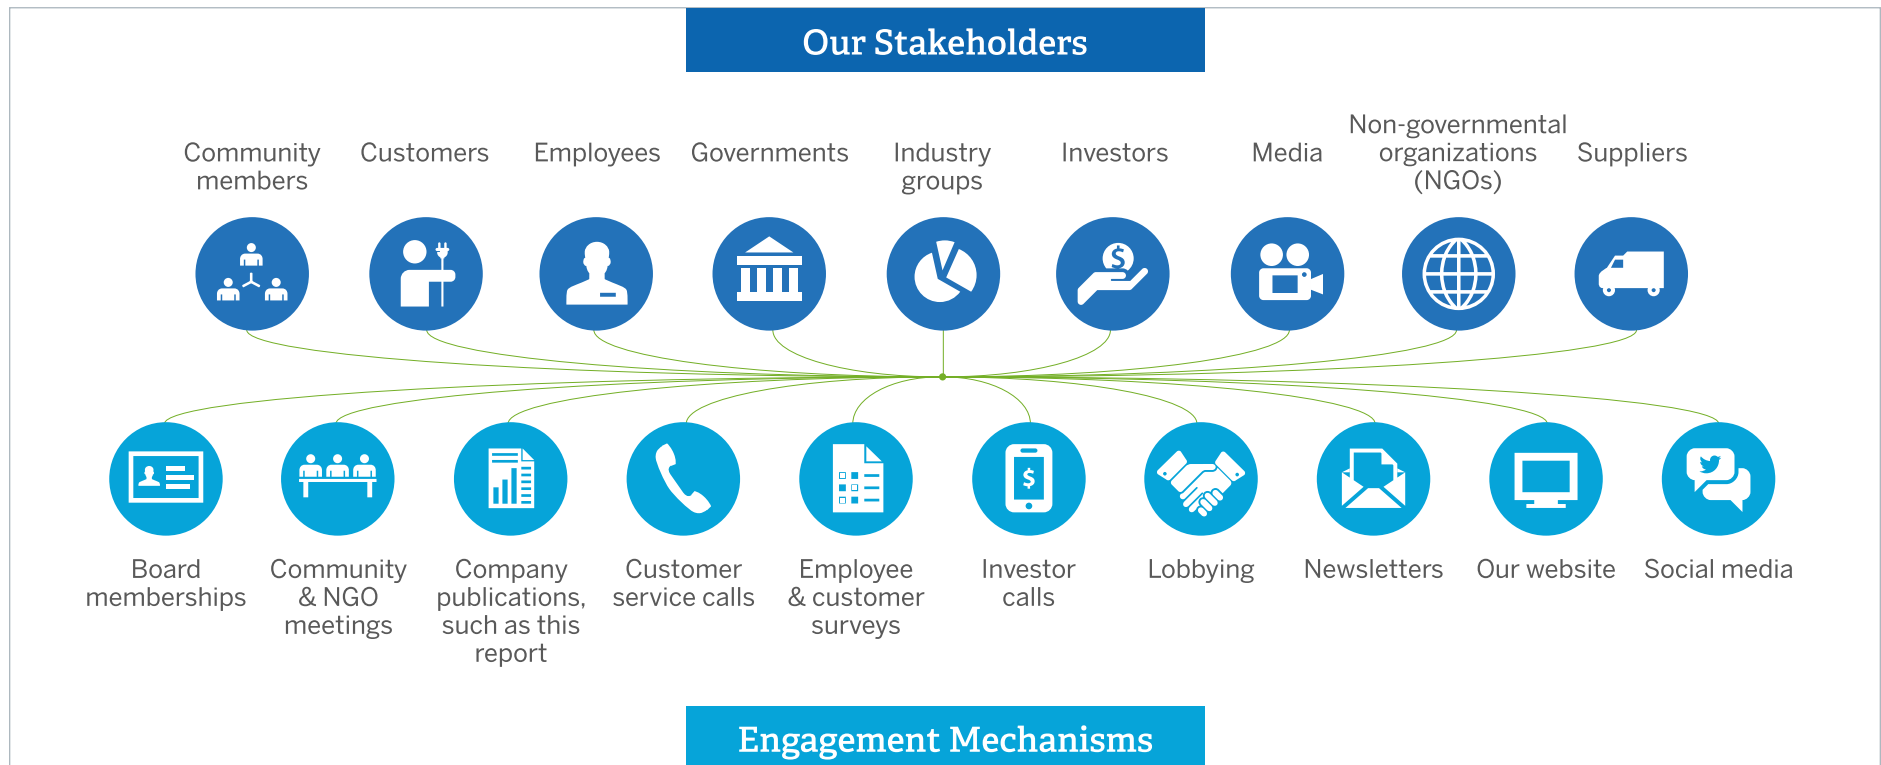 Our Stakeholders
Community
members
Customers
Employees
Governments
Industry
groups
Investors
Media
Non-governmental
organizations
(NGOs)
Suppliers
$
$
Board
memberships
Community
& NGO
meetings
Company
publications,
such as this
report
Customer
service calls
Employee
& customer
surveys
Investor
calls
Lobbying
Newsletters
Our website
Social media
Engagement Mechanisms